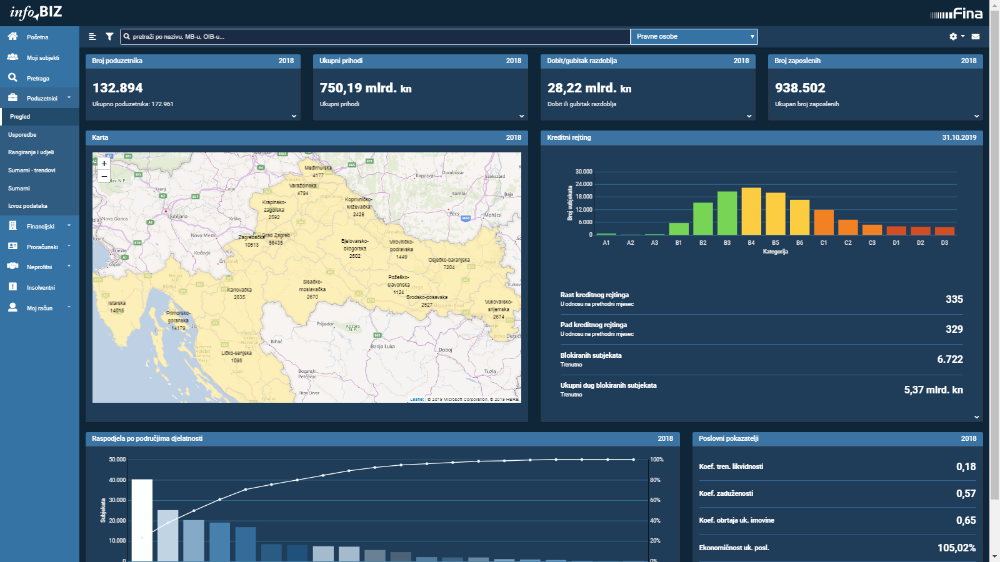 info.BIZ
Fina
Početna
Moji subjekti
Pretraga
Poduzetnici
Pregled
Usporedbe
Rangiranja i udjeli
Sumarni - trendovi
Sumarni
Izvoz podataka
Financijski
Proračunski
Neprofitni
Insolventni
Moj račun
pretraži po nazivu, MB-u, OIB-u...
Pravne osobe
Broj poduzetnika 2018
132.894
Ukupno poduzetnika: 172.961
Ukupni prihodi 2018
750,19 mlrd. kn
Ukupni prihodi
Dobit/gubitak razdoblja 2018
28,22 mlrd. kn
Dobit ili gubitak razdoblja
Broj zaposlenih 2018
938.502
Ukupan broj zaposlenih
Karta 2018
+
−
Međimurska
4177
Varaždinska
4794
Krapinsko-
zagorska
2592
Koprivničko-
križevačka
2429
Zagrebačka
10613
Grad Zagreb
56435
Bjelovarsko-
bilogorska
2602
Virovitičko-
podravska
1449
Osječko-baranjska
7204
Požeško-
slavonska
1124
Brodsko-posavska
2527
Vukovarsko-
srijemska
2674
Sisačko-
moslavačka
2670
Karlovačka
2835
Istarska
14015
Primorsko-
goranska
14179
Ličko-senjska
1098
Kranj
Celje
Ljubljana
Nova Gorica
Novo Mesto
Krško
Kočevje
Trieste
Koper
Kaposvár
Dombóvár
Szekszárd
Komló
Baja
Pécs
Mohács
Prijedor
Kozara
N.P.
Bihać
Banja Luka
Doboj
Tuzla
Bosanski
Petrovac
Titov Drvar
Leaflet | © 2019 Microsoft Corporation, © 2019 HERE
Kreditni rejting 31.10.2019
Broj subjekata
30.000
24.000
18.000
12.000
6.000
0
A1 A2 A3 B1 B2 B3 B4 B5 B6 C1 C2 C3 D1 D2 D3
Kategorija
Rast kreditnog rejtinga 335
U odnosu na prethodni mjesec
Pad kreditnog rejtinga 329
U odnosu na prethodni mjesec
Blokiranih subjekata 6.722
Trenutno
Ukupni dug blokiranih subjekata 5,37 mlrd. kn
Trenutno
Raspodjela po područjima djelatnosti 2018
Subjekata
50.000 100%
40.000 80%
30.000 60%
20.000 40%
10.000 20%
0 0%
Poslovni pokazatelji 2018
Koef. tren. likvidnosti 0,18
Koef. zaduženosti 0,57
Koef. obrtaja uk. imovine 0,65
Ekonomičnost uk. posl. 105,02%